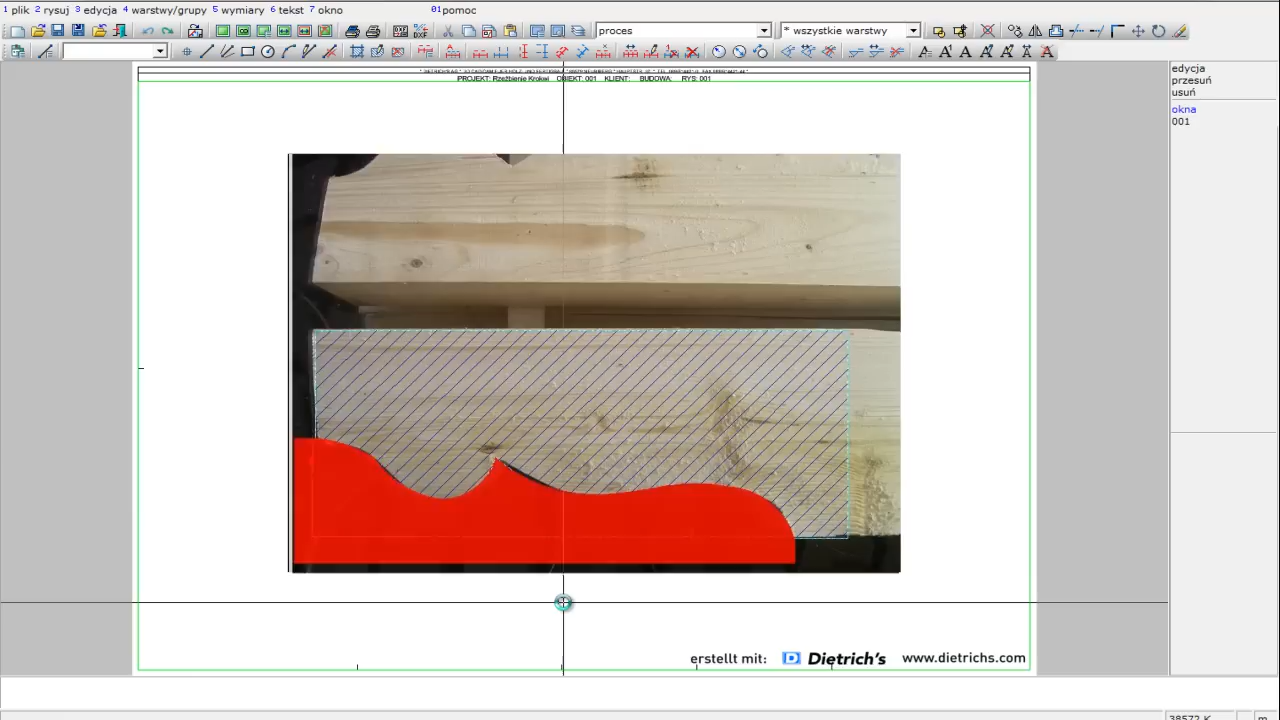 1 plik 2 rysuj 3 edycja 4 warstwy/grupy 5 wymiary 6 tekst 7 okno 01 pomoc
proces * wszystkie warstwy
PROJEKT: Rzeźbienie Krokwi OBIEKT: 001 KLIENT: BUDOWA: RYS: 001
edycja
przesuń
usuń
okna
001
erstellt mit: D Dietrich's www.dietrichs.com
38572 K m